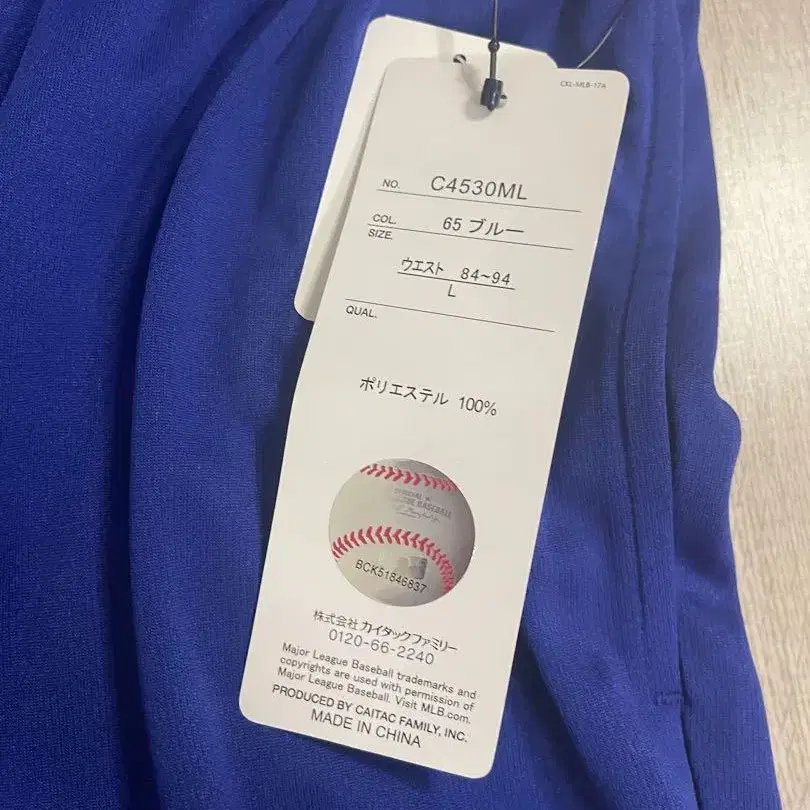 CKL-MLB-17A
NO. C4530ML
COL. 65 ブルー
SIZE.
ウエスト 84~94
L
QUAL.
ポリエステル 100%
OFFICIAL
BASEBALL
BCK51846837
株式会社 カイタックファミリー
0120-66-2240
Major League Baseball trademarks and
copyrights are used with permission of
Major League Baseball. Visit MLB.com.
PRODUCED BY CAITAC FAMILY, INC.
MADE IN CHINA